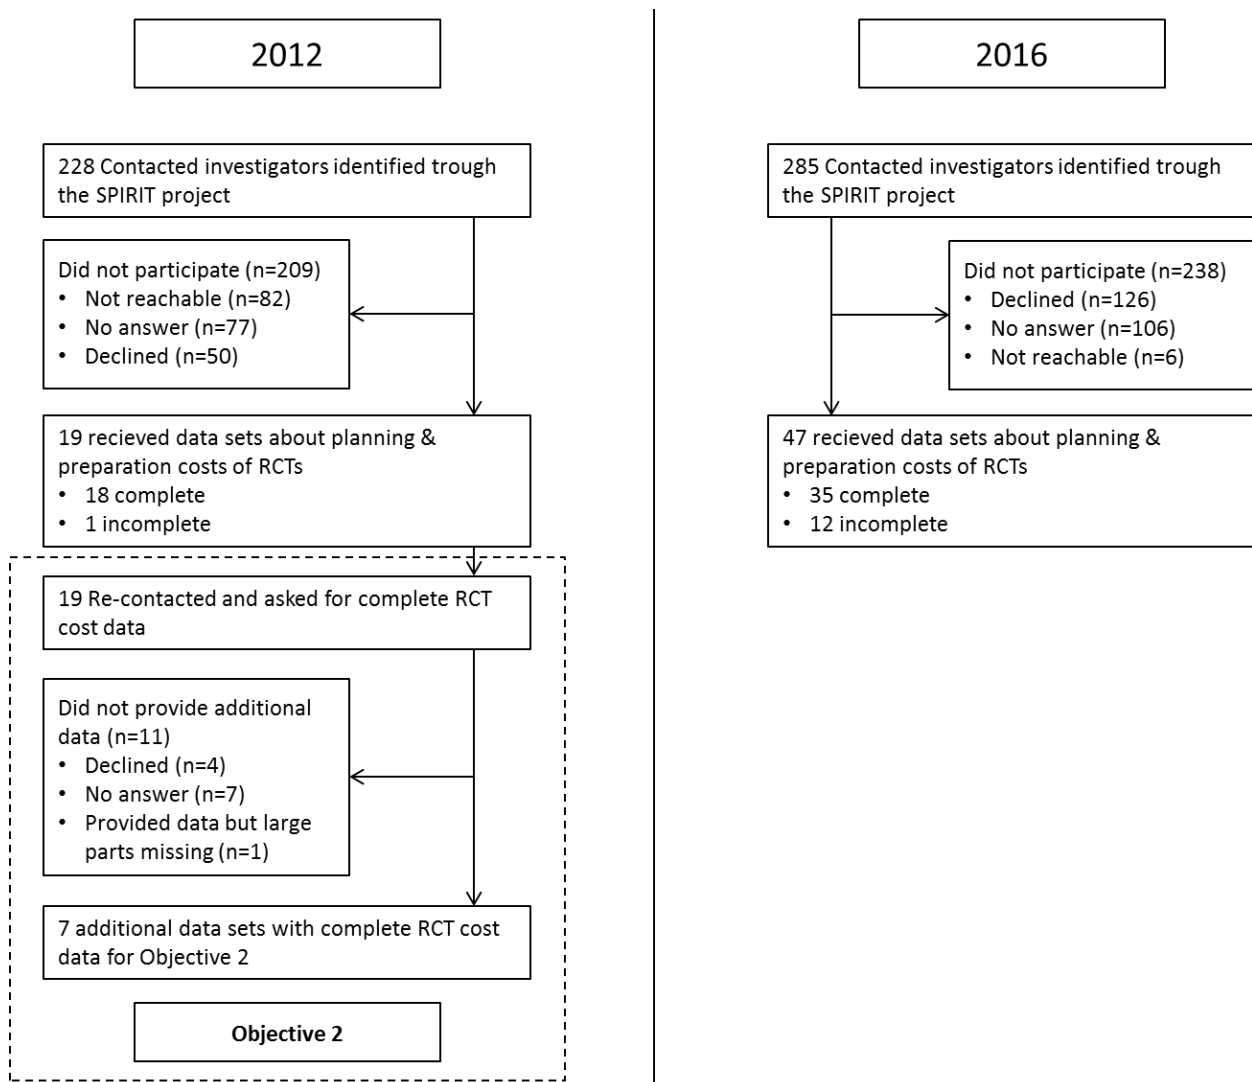 2012
228 Contacted investigators identified trough
the SPIRIT project
Did not participate (n=209)
• Not reachable (n=82)
• No answer (n=77)
• Declined (n=50)
19 recieved data sets about planning &
preparation costs of RCTs
• 18 complete
• 1 incomplete
19 Re-contacted and asked for complete RCT
cost data
Did not provide additional
data (n=11)
• Declined (n=4)
• No answer (n=7)
• Provided data but large
parts missing (n=1)
7 additional data sets with complete RCT cost
data for Objective 2
Objective 2
2016
285 Contacted investigators identified trough
the SPIRIT project
Did not participate (n=238)
• Declined (n=126)
• No answer (n=106)
• Not reachable (n=6)
47 recieved data sets about planning &
preparation costs of RCTs
• 35 complete
• 12 incomplete